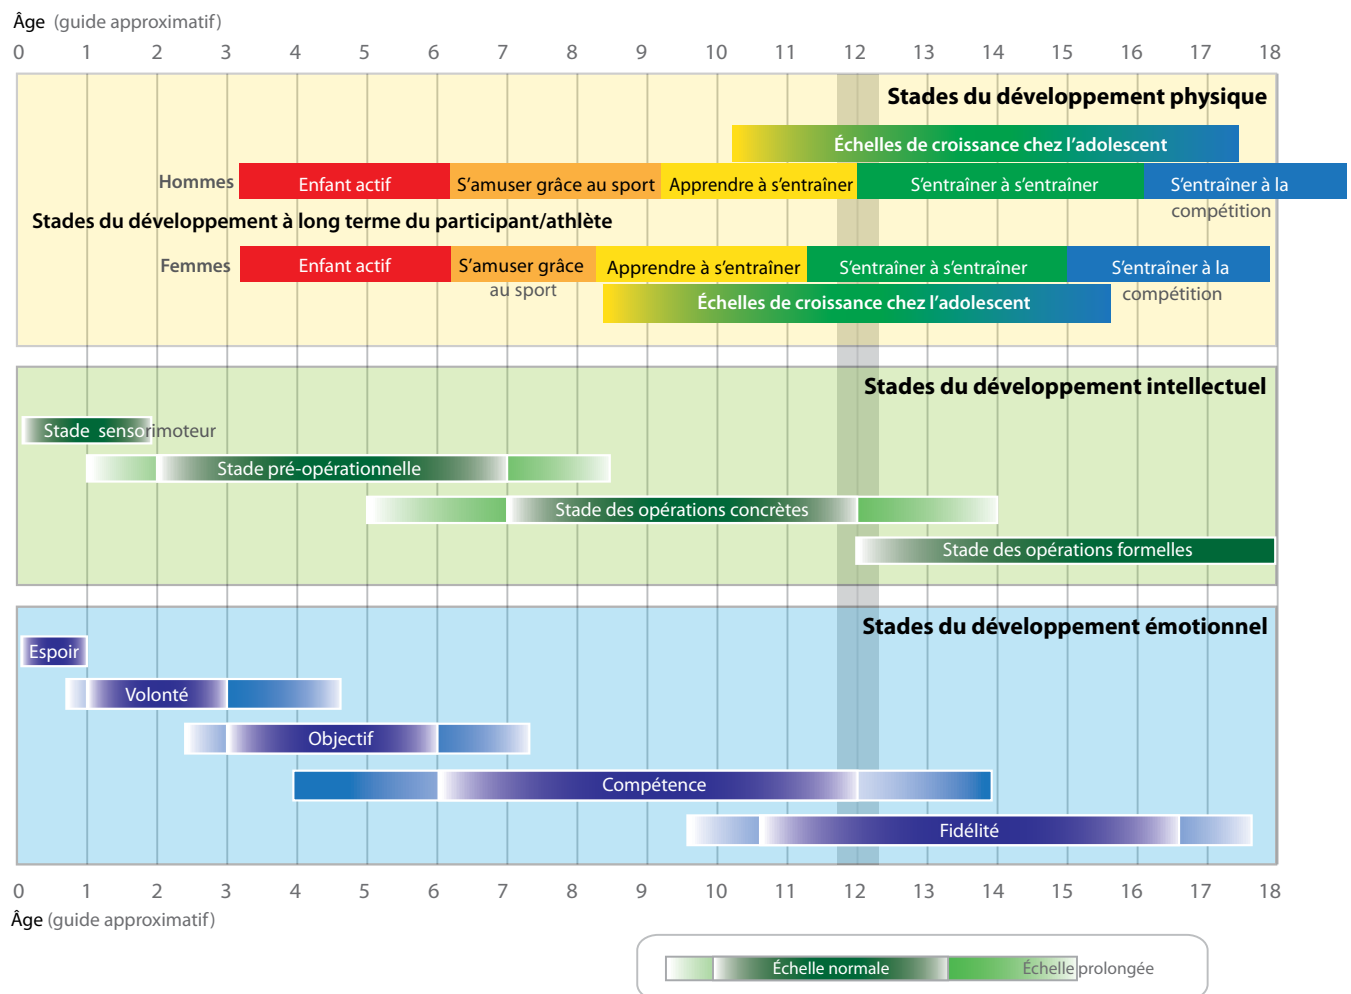 Âge (guide approximatif)
0 1 2 3 4 5 6 7 8 9 10 11 12 13 14 15 16 17 18
Stades du développement physique
Échelles de croissance chez l'adolescent
Hommes Enfant actif S'amuser grâce au sport Apprendre à s'entraîner S'entraîner à s'entraîner S'entraîner à la
compétition
Stades du développement à long terme du participant/athlète
Femmes Enfant actif S'amuser grâce Apprendre à s'entraîner S'entraîner à s'entraîner S'entraîner à la
au sport compétition
Échelles de croissance chez l'adolescent
Stades du développement intellectuel
Stade sensorimoteur
Stade pré-opérationnelle
Stade des opérations concrètes
Stade des opérations formelles
Stades du développement émotionnel
Espoir
Volonté
Objectif
Compétence
Fidélité
0 1 2 3 4 5 6 7 8 9 10 11 12 13 14 15 16 17 18
Âge (guide approximatif)
Échelle normale Échelle prolongée